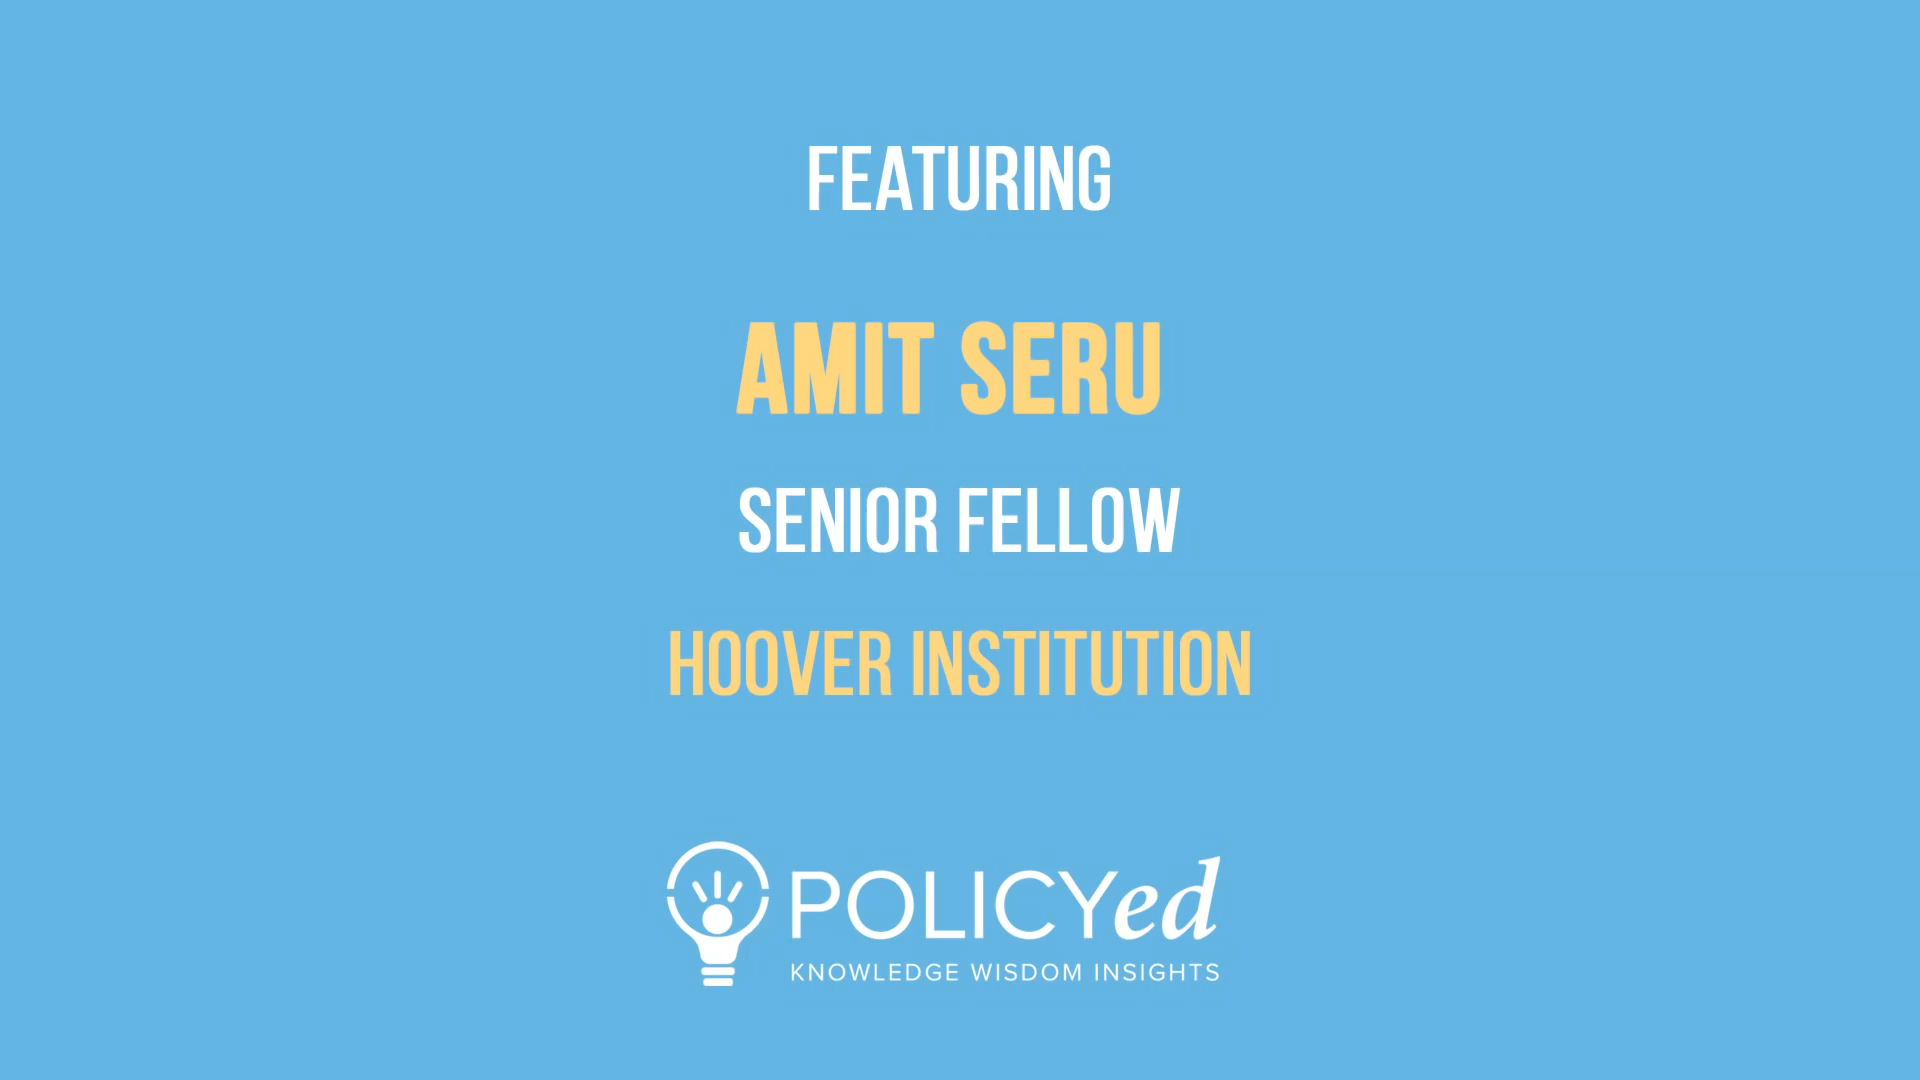 FEATURING
AMIT SERU
SENIOR FELLOW
HOOVER INSTITUTION
POLICYed
KNOWLEDGE WISDOM INSIGHTS